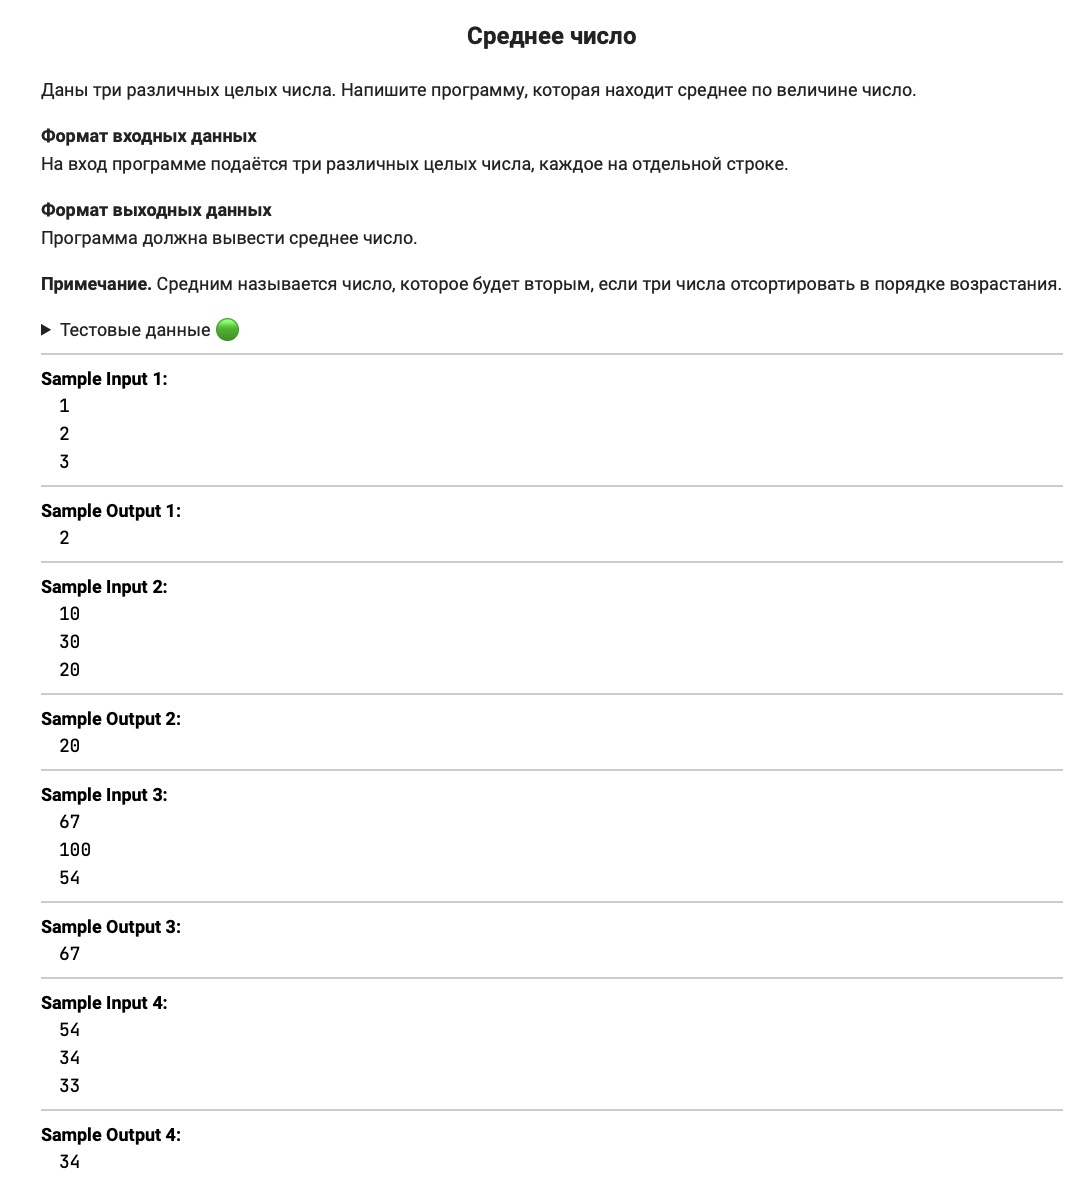 Среднее число
Даны три различных целых числа. Напишите программу, которая находит среднее по величине число.
Формат входных данных
На вход программе подаётся три различных целых числа, каждое на отдельной строке.
Формат выходных данных
Программа должна вывести среднее число.
Примечание. Средним называется число, которое будет вторым, если три числа отсортировать в порядке возрастания.
Тестовые данные
Sample Input 1:
1
2
3
Sample Output 1:
2
Sample Input 2:
10
30
20
Sample Output 2:
20
Sample Input 3:
67
100
54
Sample Output 3:
67
Sample Input 4:
54
34
33
Sample Output 4:
34